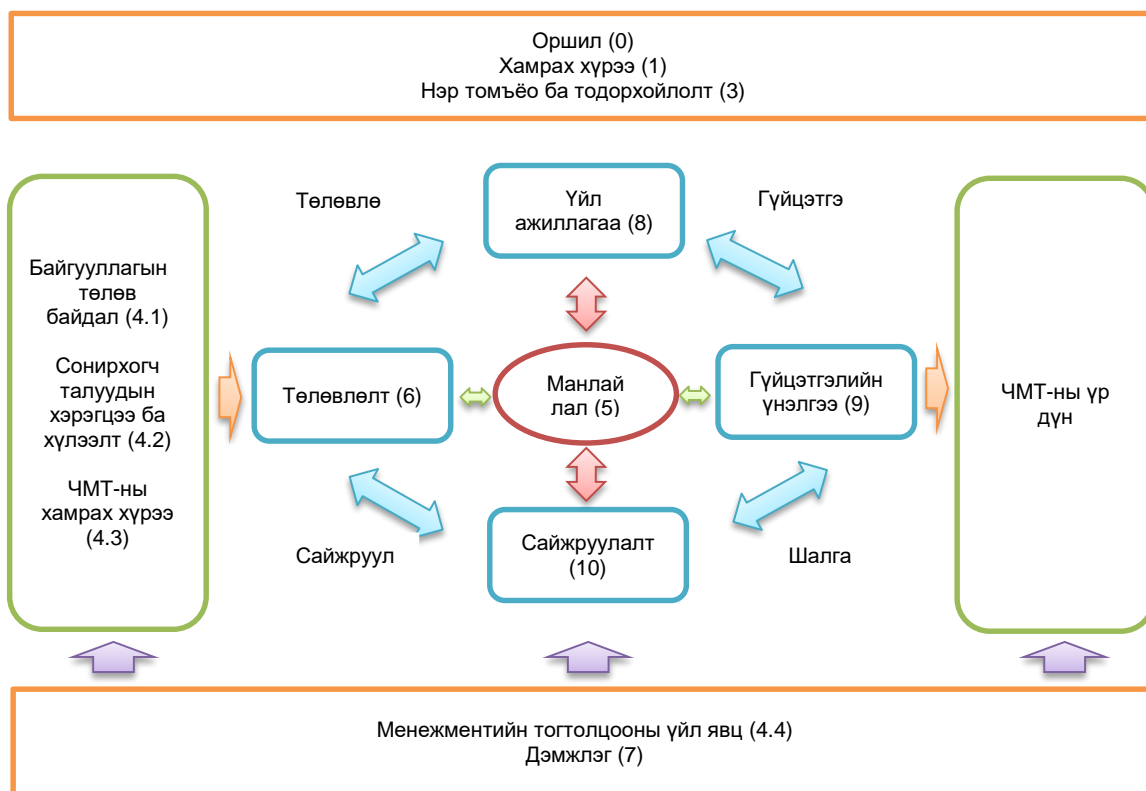 Оршил (0)
Хамрах хүрээ (1)
Нэр томъёо ба тодорхойлолт (3)
Байгууллагын
төлөв
байдал (4.1)
Сонирхогч
талуудын
хэрэгцээ ба
хүлээлт (4.2)
ЧМТ-ны
хамрах хүрээ
(4.3)
Төлөвлө
Үйл
ажиллагаа (8)
Гүйцэтгэ
Төлөвлөлт (6)
Манлай
лал (5)
Гүйцэтгэлийн
үнэлгээ (9)
Сайжруул
Сайжруулалт
(10)
Шалга
ЧМТ-ны үр
дүн
Менежментийн тогтолцооны үйл явц (4.4)
Дэмжлэг (7)